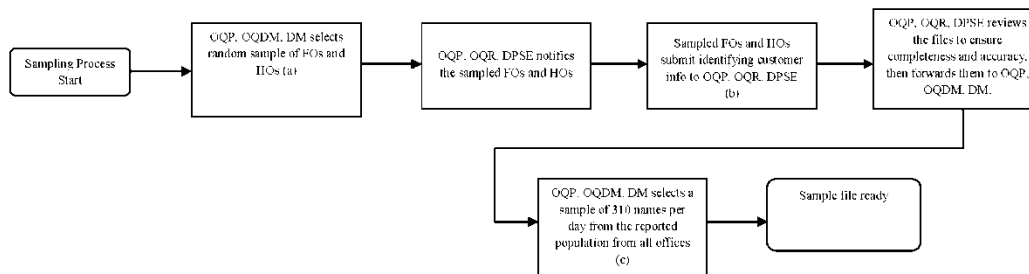 Sampling Process
Start
OQP, OQDM, DM selects
random sample of FOs and
HOs (a)
OQP, OQR, DPSE notifies
the sampled FOs and HOs
Sampled FOs and HOs
submit identifying customer
info to OQP, OQR, DPSE
(b)
OQP, OQR, DPSE reviews
the files to ensure
completeness and accuracy,
then forwards them to OQP,
OQDM, DM.
OQP, OQDM, DM selects a
sample of 310 names per
day from the reported
population from all offices
(c)
Sample file ready